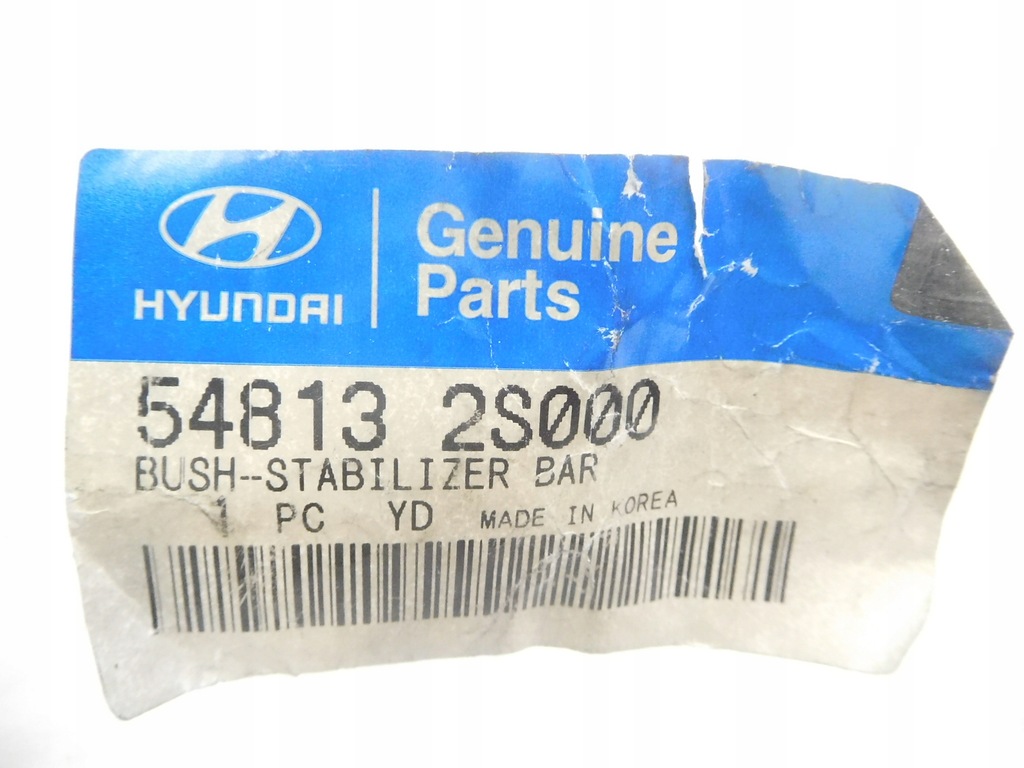 HYUNDAI
Genuine
Parts
54813 2S000
BUSH--STABILIZER BAR
1 PC YD MADE IN KOREA